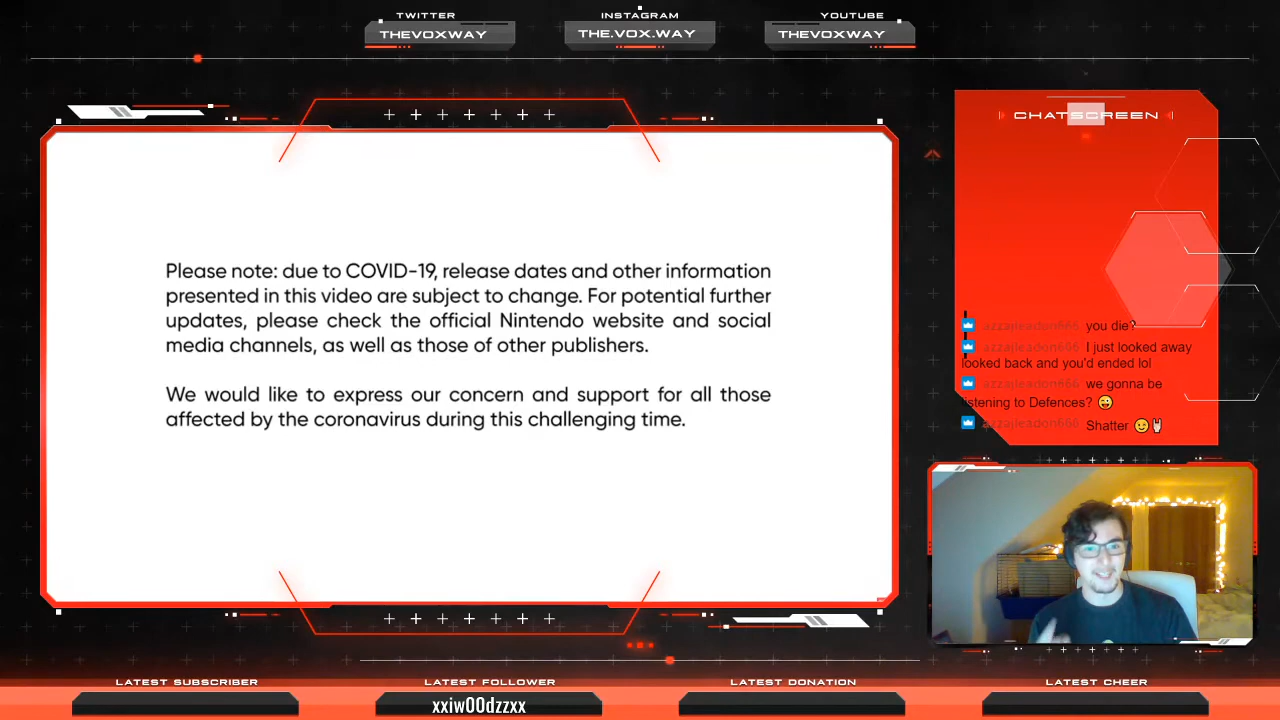 TWITTER
THEVOXWAY
INSTAGRAM
THE.VOX.WAY
YOUTUBE
THEVOXWAY
Please note: due to COVID-19, release dates and other information
presented in this video are subject to change. For potential further
updates, please check the official Nintendo website and social
media channels, as well as those of other publishers.
We would like to express our concern and support for all those
affected by the coronavirus during this challenging time.
CHATSCREEN
azzajleadon666 you die?
azzajleadon666 I just looked away
looked back and you'd ended lol
azzajleadon666 we gonna be
listening to Defences? 😀
azzajleadon666 Shatter 😉🤘
LATEST SUBSCRIBER
LATEST FOLLOWER
xxiw00dzzxx
LATEST DONATION
LATEST CHEER